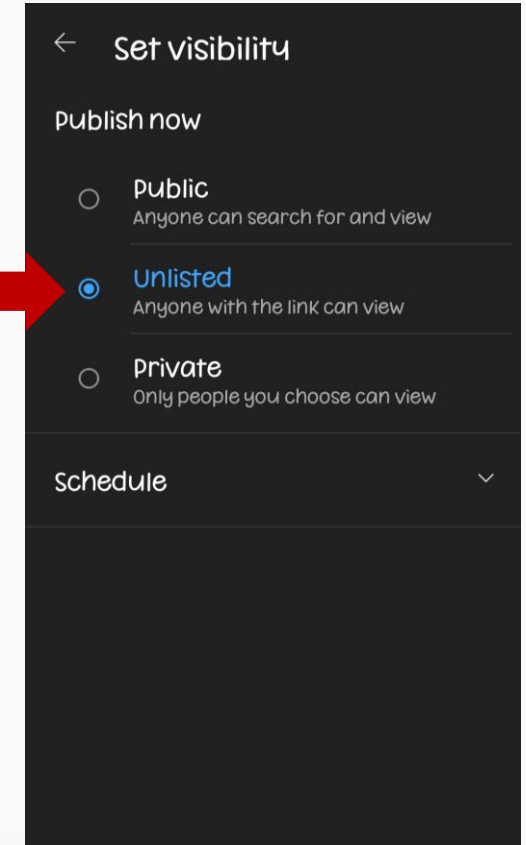 Set visibility
Publish now
Public
Anyone can search for and view
Unlisted
Anyone with the link can view
Private
Only people you choose can view
Schedule